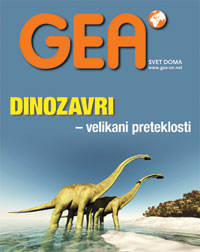 GEA
SVET DOMA
www.gea-on.net
DINOZAVRI
– velikani preteklosti